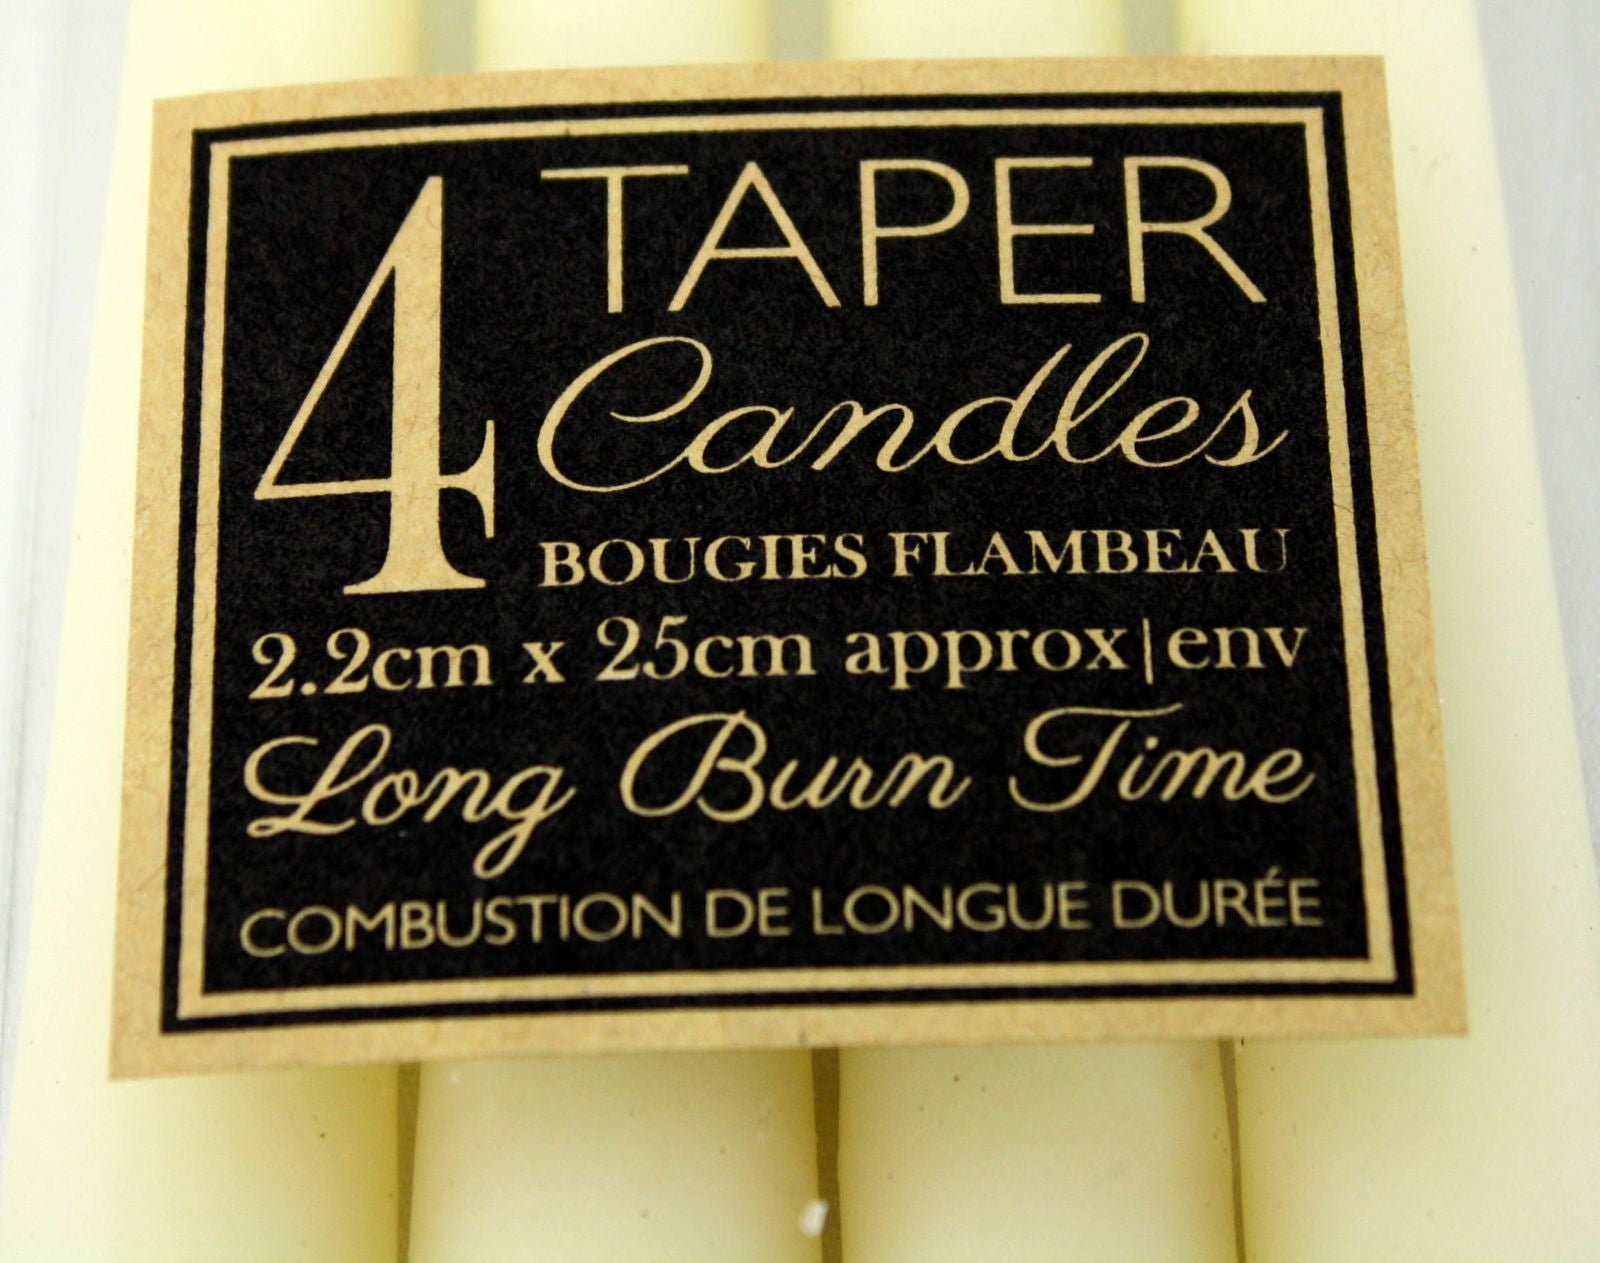 4 TAPER
Candles
BOUGIES FLAMBEAU
2.2cm x 25cm approx|env
Long Burn Time
COMBUSTION DE LONGUE DURÉE